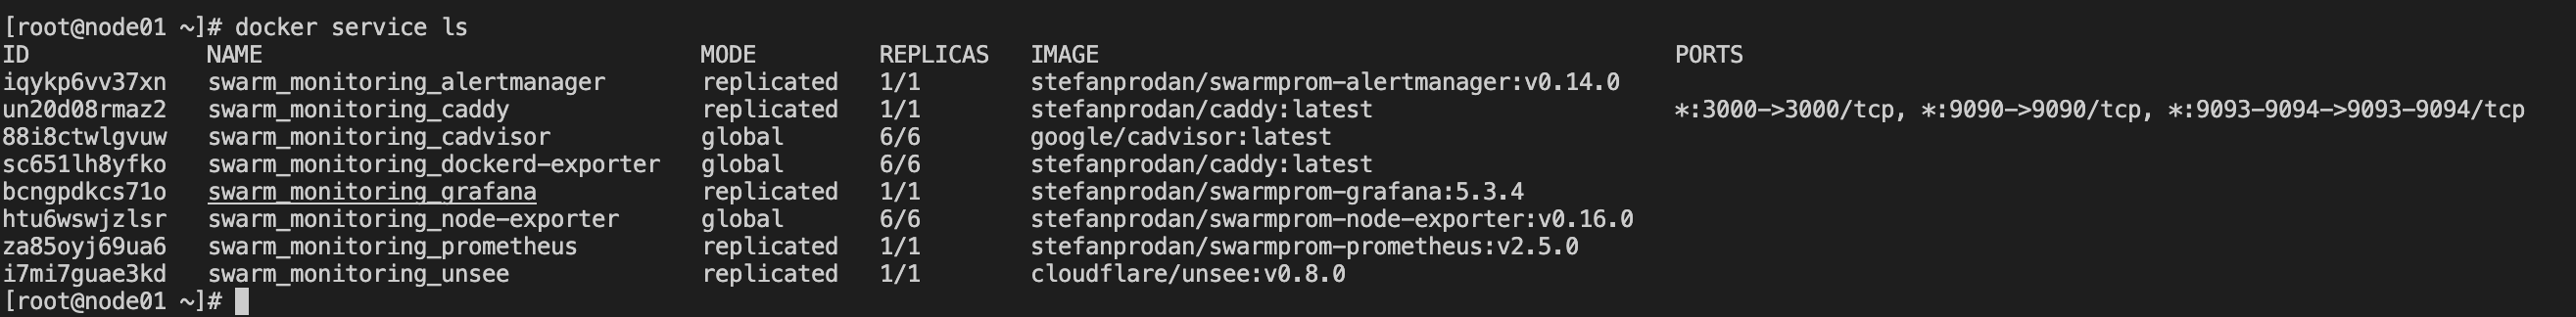 [root@node01 ~]# docker service ls
ID NAME MODE REPLICAS IMAGE PORTS
iqykp6vv37xn swarm_monitoring_alertmanager replicated 1/1 stefanprodan/swarmprom-alertmanager:v0.14.0
un20d08rmaz2 swarm_monitoring_caddy replicated 1/1 stefanprodan/caddy:latest *:3000->3000/tcp, *:9090->9090/tcp, *:9093-9094->9093-9094/tcp
88i8ctwlgvuw swarm_monitoring_cadvisor global 6/6 google/cadvisor:latest
sc651lh8yfko swarm_monitoring_dockerd-exporter global 6/6 stefanprodan/caddy:latest
bcngpdkcs71o swarm_monitoring_grafana replicated 1/1 stefanprodan/swarmprom-grafana:5.3.4
htu6wswjzlsr swarm_monitoring_node-exporter global 6/6 stefanprodan/swarmprom-node-exporter:v0.16.0
za85oyj69ua6 swarm_monitoring_prometheus replicated 1/1 stefanprodan/swarmprom-prometheus:v2.5.0
i7mi7guae3kd swarm_monitoring_unsee replicated 1/1 cloudflare/unsee:v0.8.0
[root@node01 ~]#